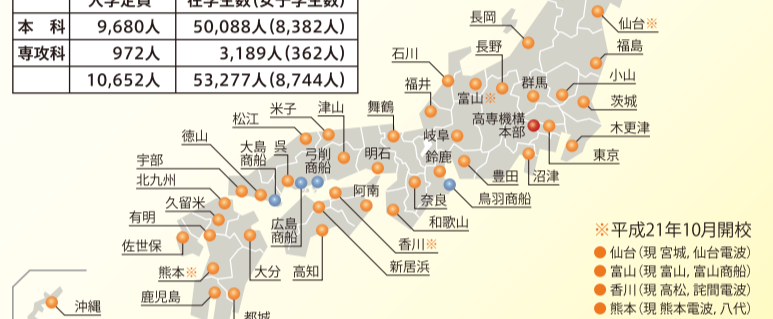 入学定員 在学生数(女子学生数)
本 科 9,680人 50,088人(8,382人)
専攻科 972人 3,189人(362人)
10,652人 53,277人(8,744人)
長岡
仙台※
福島
石川
長野
小山
福井
富山※
群馬
茨城
高専機構
本部
木更津
東京
岐阜
鈴鹿
豊田
沼津
鳥羽商船
舞鶴
津山
米子
松江
明石
弓削
商船
呉
大島
商船
徳山
宇部
北九州
久留米
有明
佐世保
阿南
奈良
和歌山
広島
商船
香川※
新居浜
高知
大分
熊本※
鹿児島
都城
沖縄
※平成21年10月開校
仙台(現 宮城, 仙台電波)
富山(現 富山, 富山商船)
香川(現 高松, 詫間電波)
熊本(現 熊本電波, 八代)